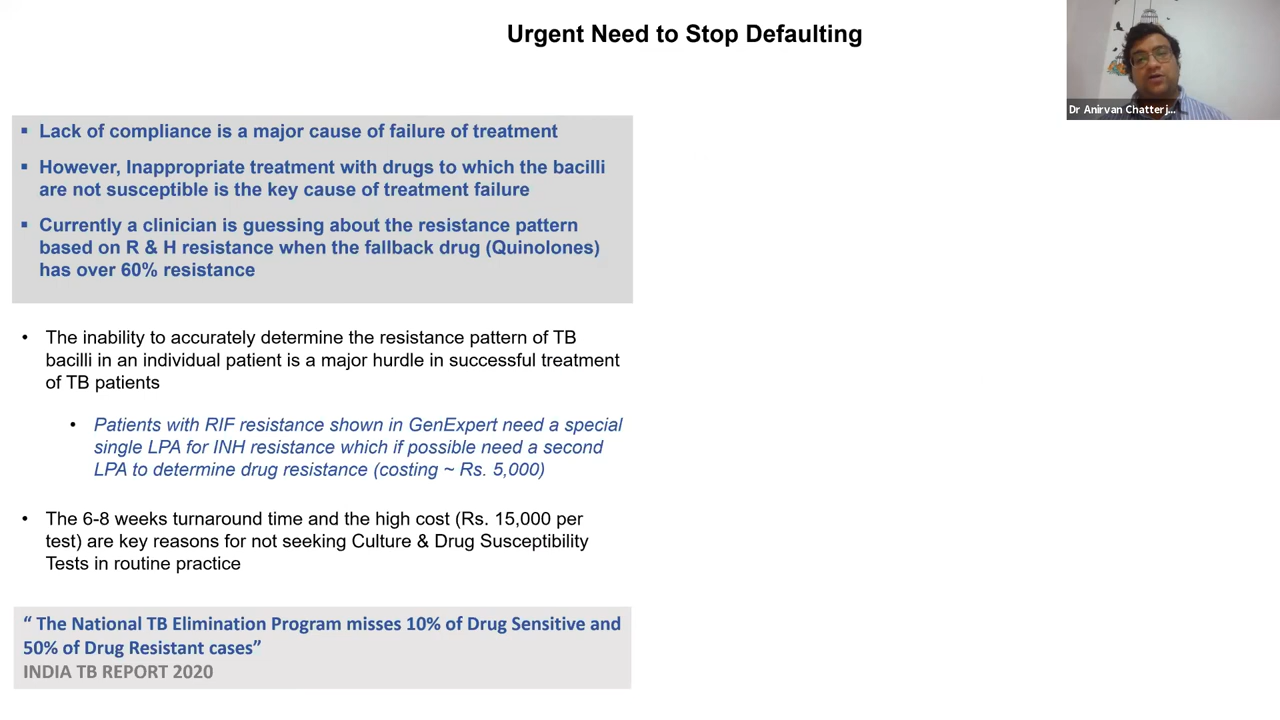 Urgent Need to Stop Defaulting
Dr Anirvan Chatterj...
▪ Lack of compliance is a major cause of failure of treatment
▪ However, Inappropriate treatment with drugs to which the bacilli
are not susceptible is the key cause of treatment failure
▪ Currently a clinician is guessing about the resistance pattern
based on R & H resistance when the fallback drug (Quinolones)
has over 60% resistance
• The inability to accurately determine the resistance pattern of TB
bacilli in an individual patient is a major hurdle in successful treatment
of TB patients
• Patients with RIF resistance shown in GenExpert need a special
single LPA for INH resistance which if possible need a second
LPA to determine drug resistance (costing ~ Rs. 5,000)
• The 6-8 weeks turnaround time and the high cost (Rs. 15,000 per
test) are key reasons for not seeking Culture & Drug Susceptibility
Tests in routine practice
“ The National TB Elimination Program misses 10% of Drug Sensitive and
50% of Drug Resistant cases”
INDIA TB REPORT 2020